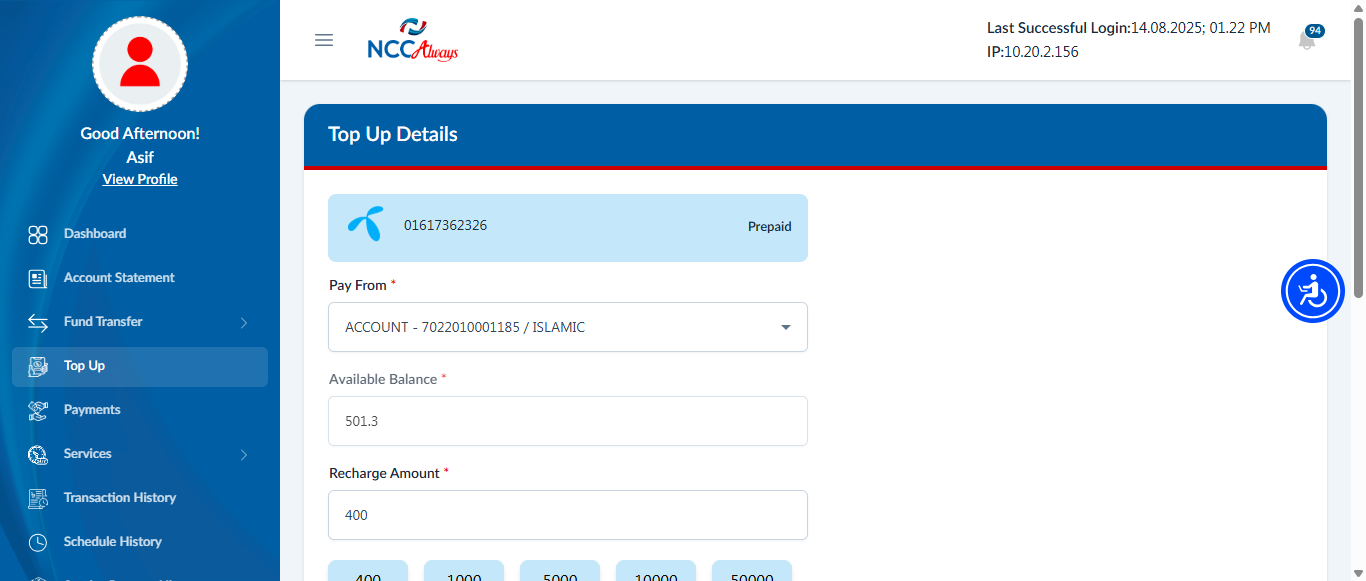 Good Afternoon!
Asif
View Profile
Dashboard
Account Statement
Fund Transfer
Top Up
Payments
Services
Transaction History
Schedule History
NCCAlways
Last Successful Login:14.08.2025; 01.22 PM
IP:10.20.2.156
94
Top Up Details
01617362326
Prepaid
Pay From *
ACCOUNT - 7022010001185 / ISLAMIC
Available Balance *
501.3
Recharge Amount *
400
400 1000 5000 10000 50000